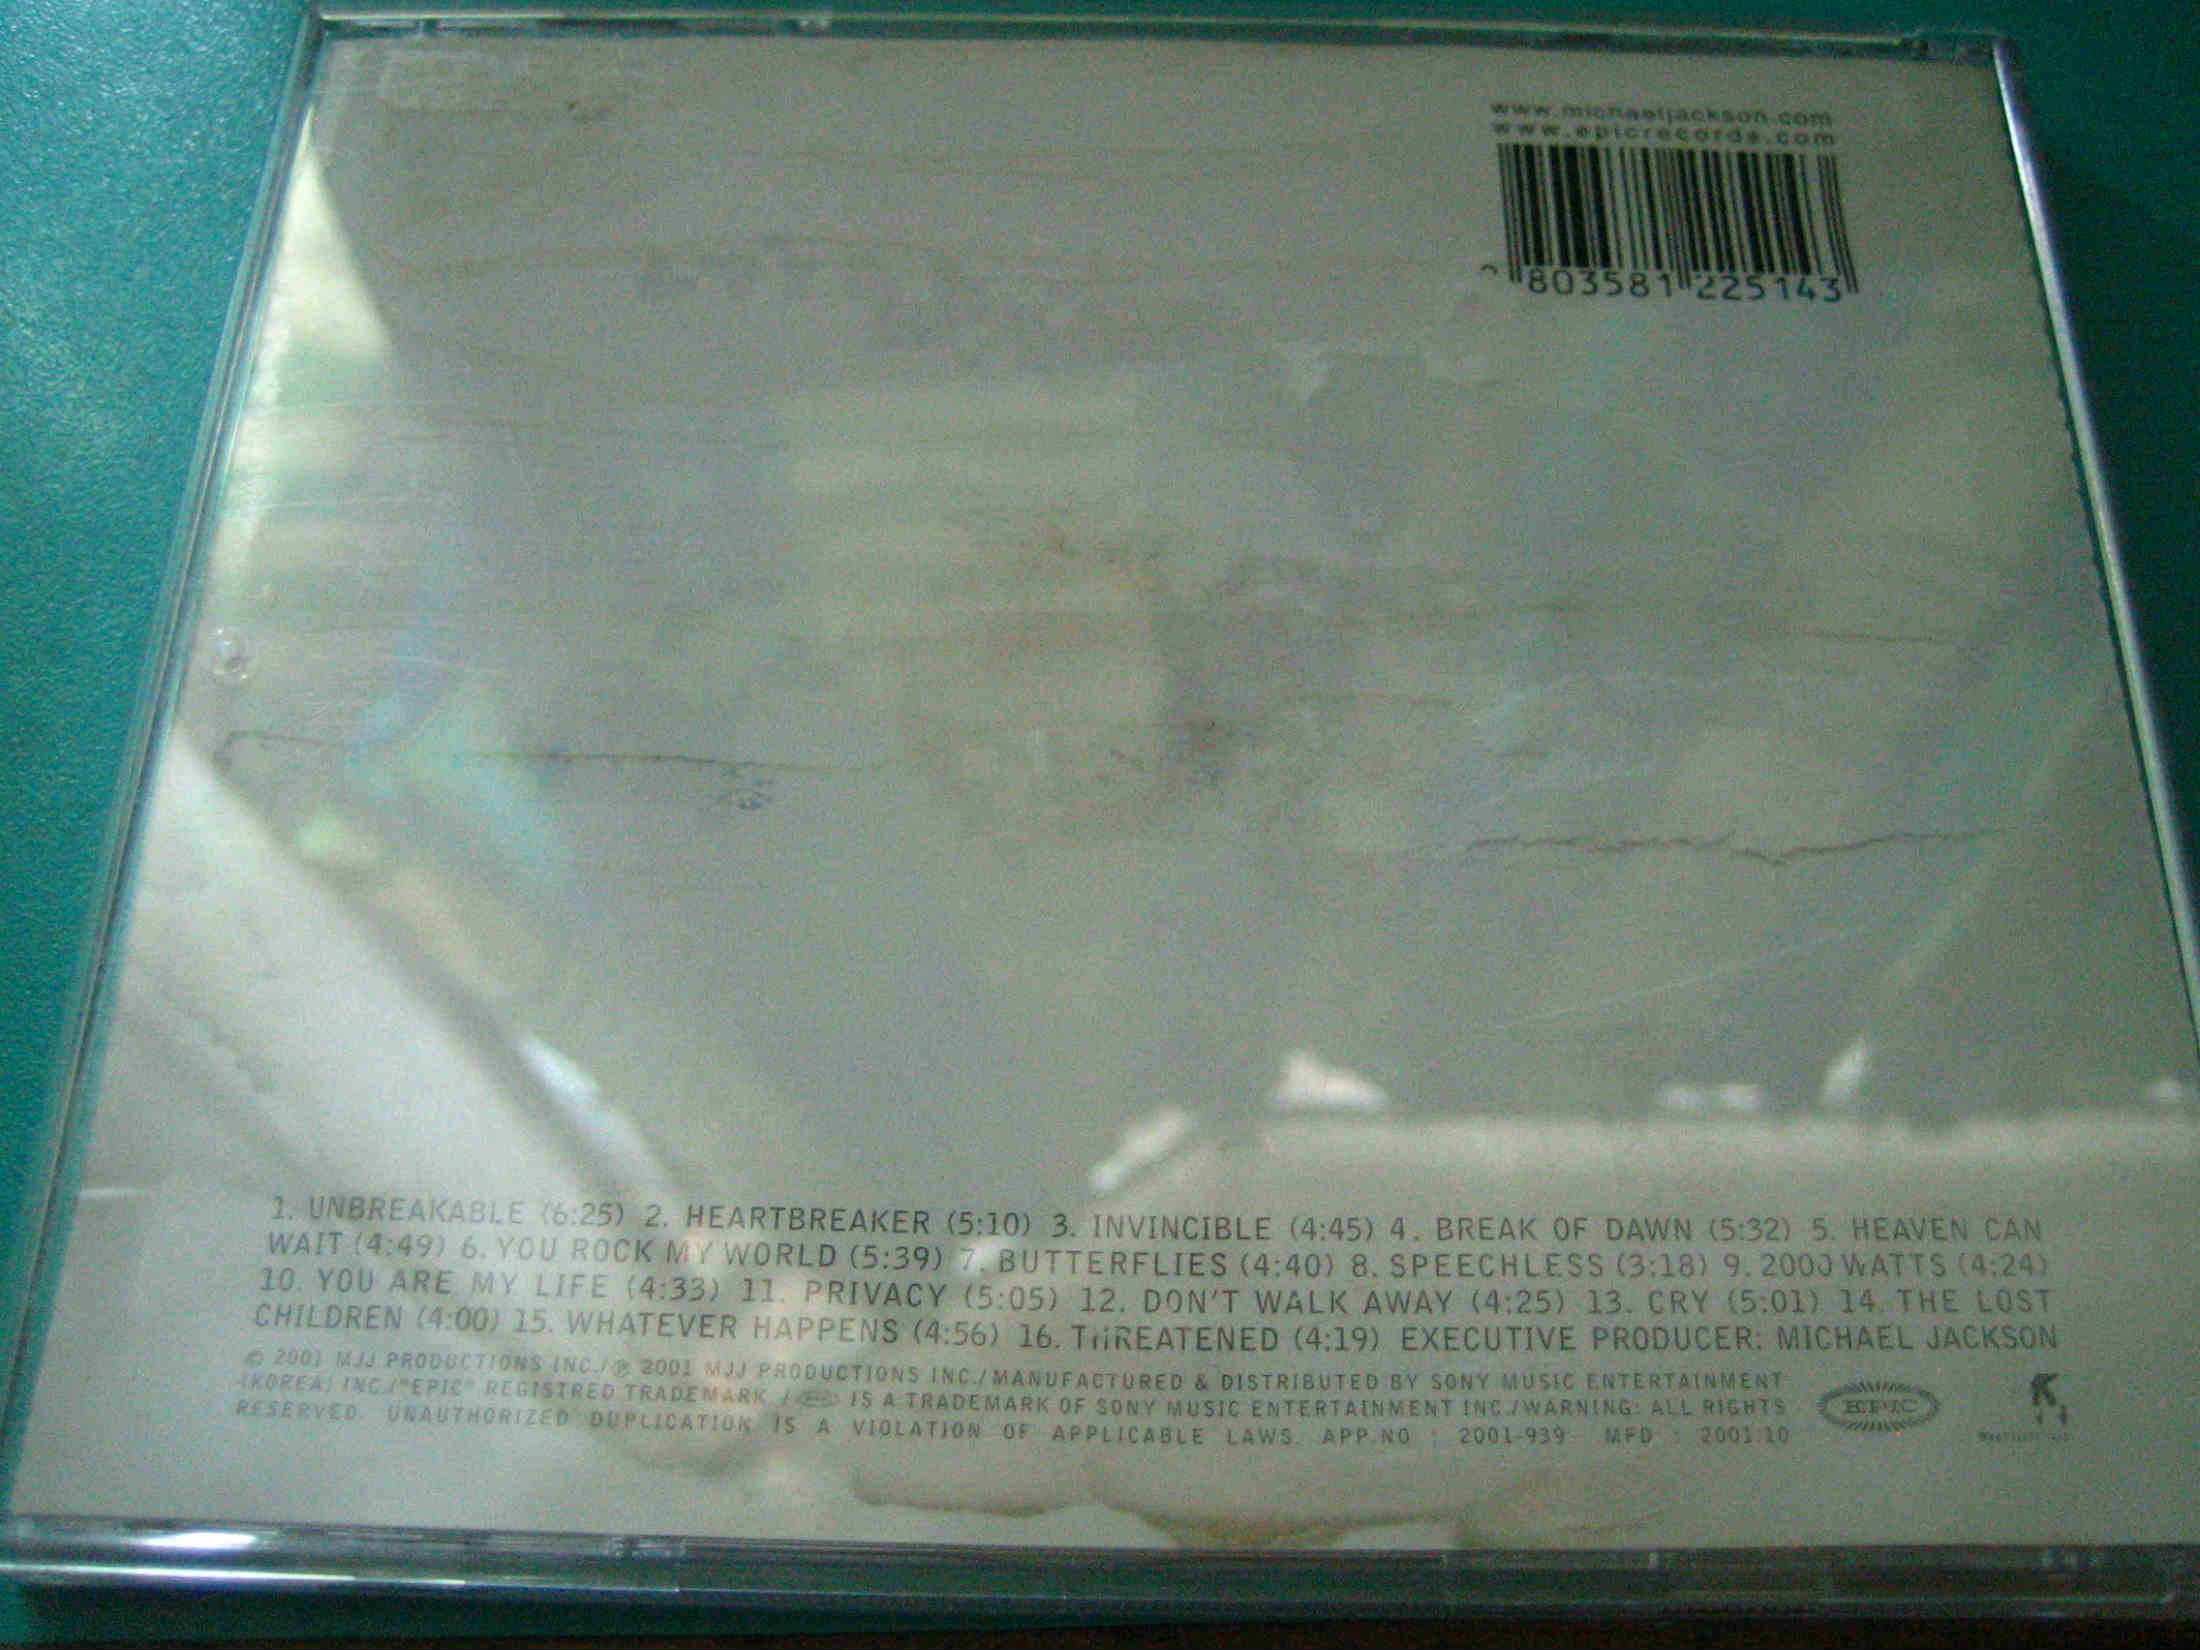 www.michaeljackson.com
www.epicrecords.com
803581 225143
1. UNBREAKABLE (6:25) 2. HEARTBREAKER (5:10) 3. INVINCIBLE (4:45) 4. BREAK OF DAWN (5:32) 5. HEAVEN CAN
WAIT (4:49) 6. YOU ROCK MY WORLD (5:39) 7. BUTTERFLIES (4:40) 8. SPEECHLESS (3:18) 9. 2000 WATTS (4:24)
10. YOU ARE MY LIFE (4:33) 11. PRIVACY (5:05) 12. DON'T WALK AWAY (4:25) 13. CRY (5:01) 14. THE LOST
CHILDREN (4:00) 15. WHATEVER HAPPENS (4:56) 16. THREATENED (4:19) EXECUTIVE PRODUCER: MICHAEL JACKSON
© 2001 MJJ PRODUCTIONS INC./℗ 2001 MJJ PRODUCTIONS INC./MANUFACTURED & DISTRIBUTED BY SONY MUSIC ENTERTAINMENT
(KOREA) INC./"EPIC" REGISTRED TRADEMARK / IS A TRADEMARK OF SONY MUSIC ENTERTAINMENT INC./WARNING: ALL RIGHTS
RESERVED. UNAUTHORIZED DUPLICATION IS A VIOLATION OF APPLICABLE LAWS. APP.NO : 2001-939 MFD : 2001.10
EPIC